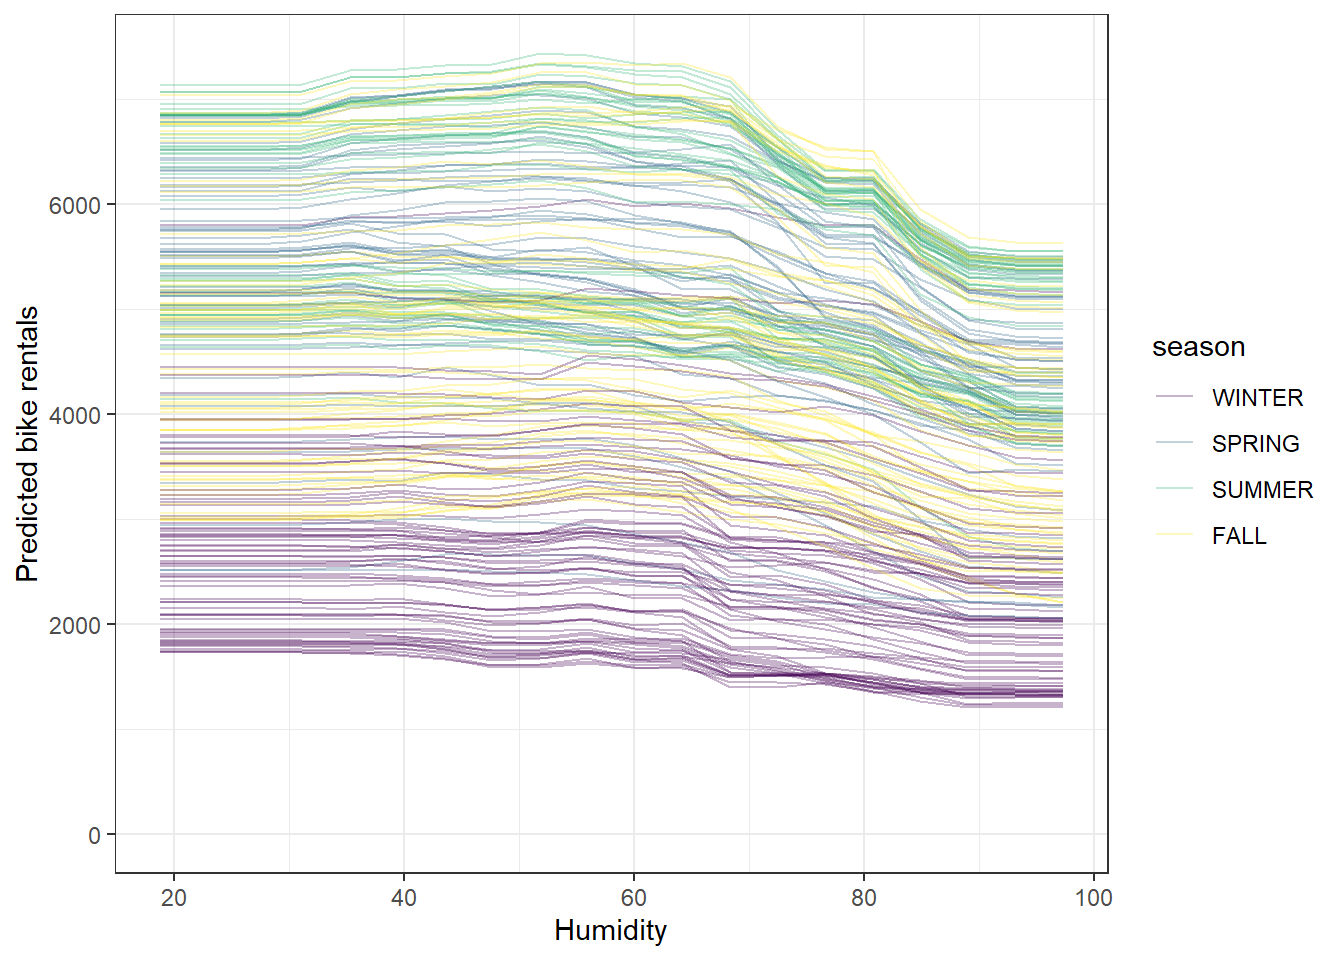 6000
4000
2000
0
Predicted bike rentals
20 40 60 80 100
Humidity
season
WINTER
SPRING
SUMMER
FALL